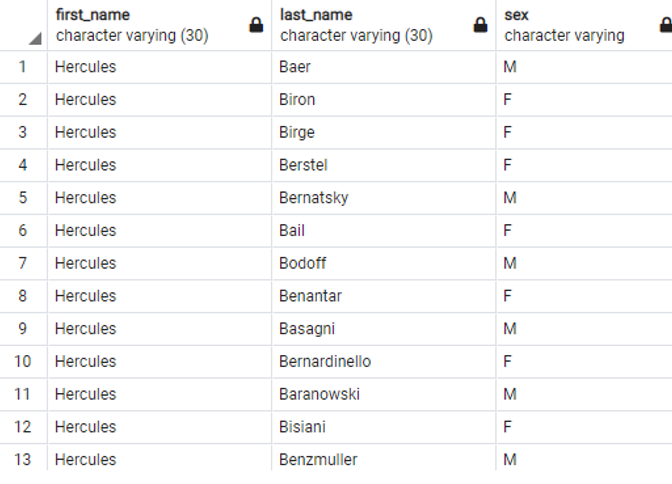 first_name last_name sex
character varying (30) character varying (30) character varying
1 Hercules Baer M
2 Hercules Biron F
3 Hercules Birge F
4 Hercules Berstel F
5 Hercules Bernatsky M
6 Hercules Bail F
7 Hercules Bodoff M
8 Hercules Benantar F
9 Hercules Basagni M
10 Hercules Bernardinello F
11 Hercules Baranowski M
12 Hercules Bisiani F
13 Hercules Benzmuller M